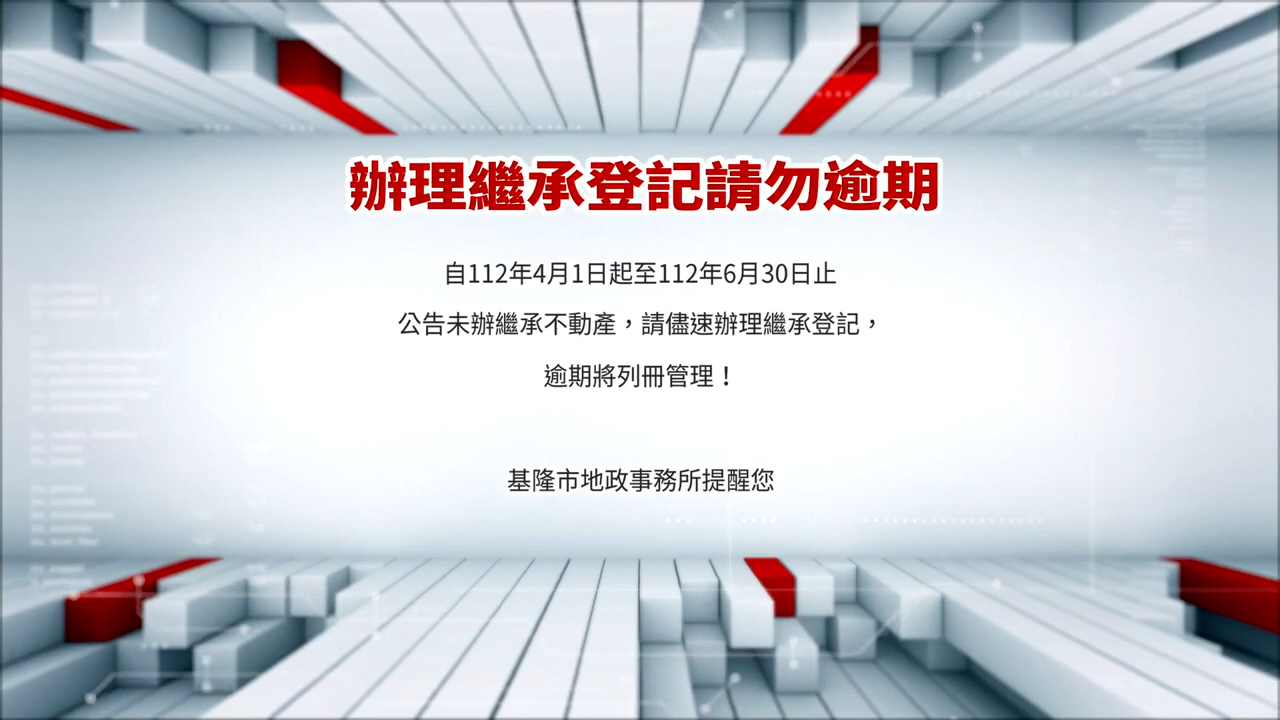 辦理繼承登記請勿逾期
自112年4月1日起至112年6月30日止
公告未辦繼承不動產，請儘速辦理繼承登記，
逾期將列冊管理！
基隆市地政事務所提醒您